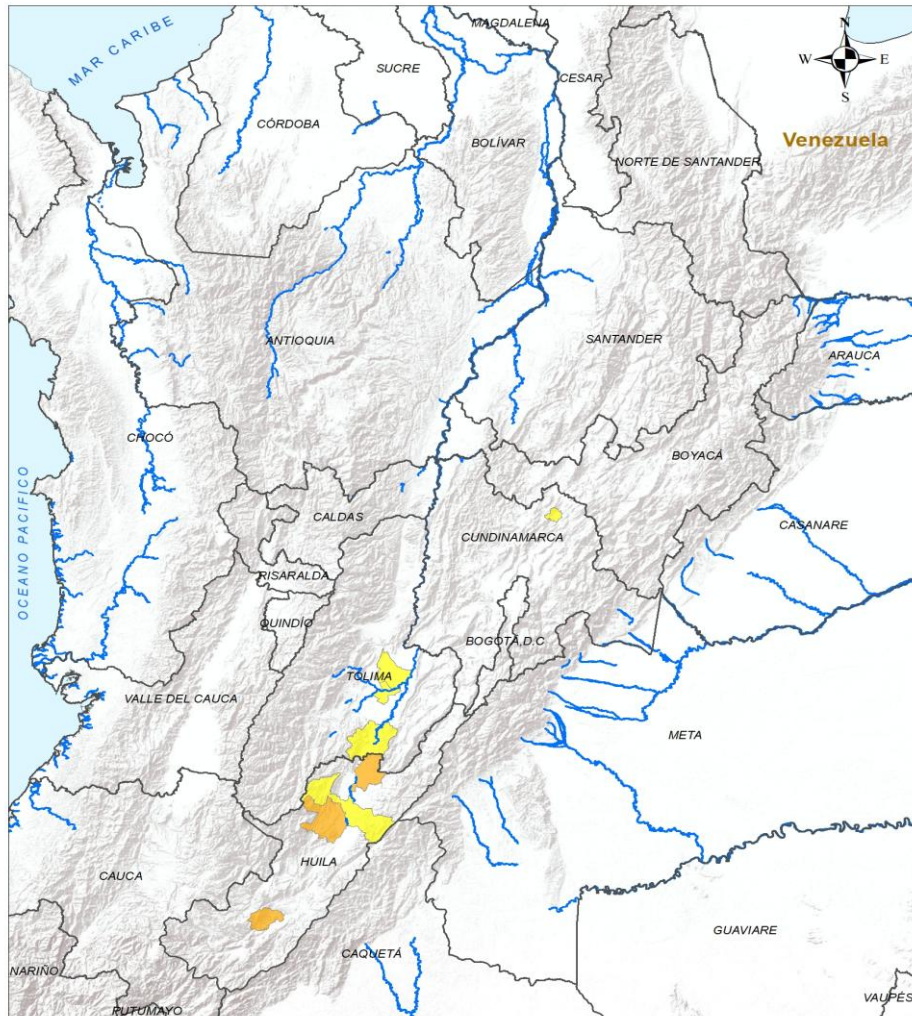 MAGDALENA
MAR CARIBE
N
SUCRE
W
E
CESAR
S
CÓRDOBA
BOLÍVAR
Venezuela
NORTE DE SANTANDER
ANTIOQUIA
SANTANDER
ARAUCA
CHOCÓ
BOYACÁ
OCEANO PACIFICO
CALDAS
CASANARE
CUNDINAMARCA
RISARALDA
QUINDÍO
BOGOTÁ, D.C
TOLIMA
VALLE DEL CAUCA
META
HUILA
CAUCA
GUAVIARE
CAQUETÁ
NARIÑO
VAUPÉS
PUTUMAYO